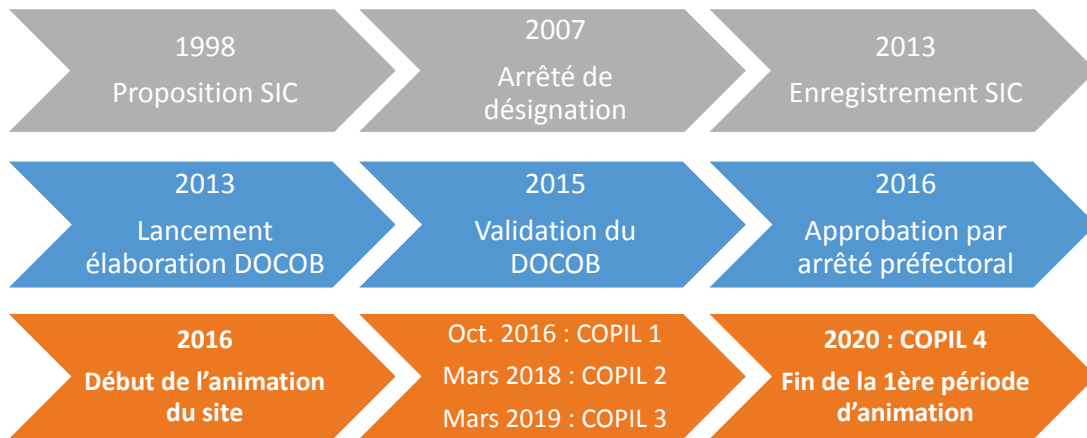 1998
Proposition SIC
2007
Arrêté de
désignation
2013
Enregistrement SIC
2013
Lancement
élaboration DOCOB
2015
Validation du
DOCOB
2016
Approbation par
arrêté préfectoral
2016
Début de l'animation
du site
Oct. 2016 : COPIL 1
Mars 2018 : COPIL 2
Mars 2019 : COPIL 3
2020 : COPIL 4
Fin de la 1ère période
d'animation